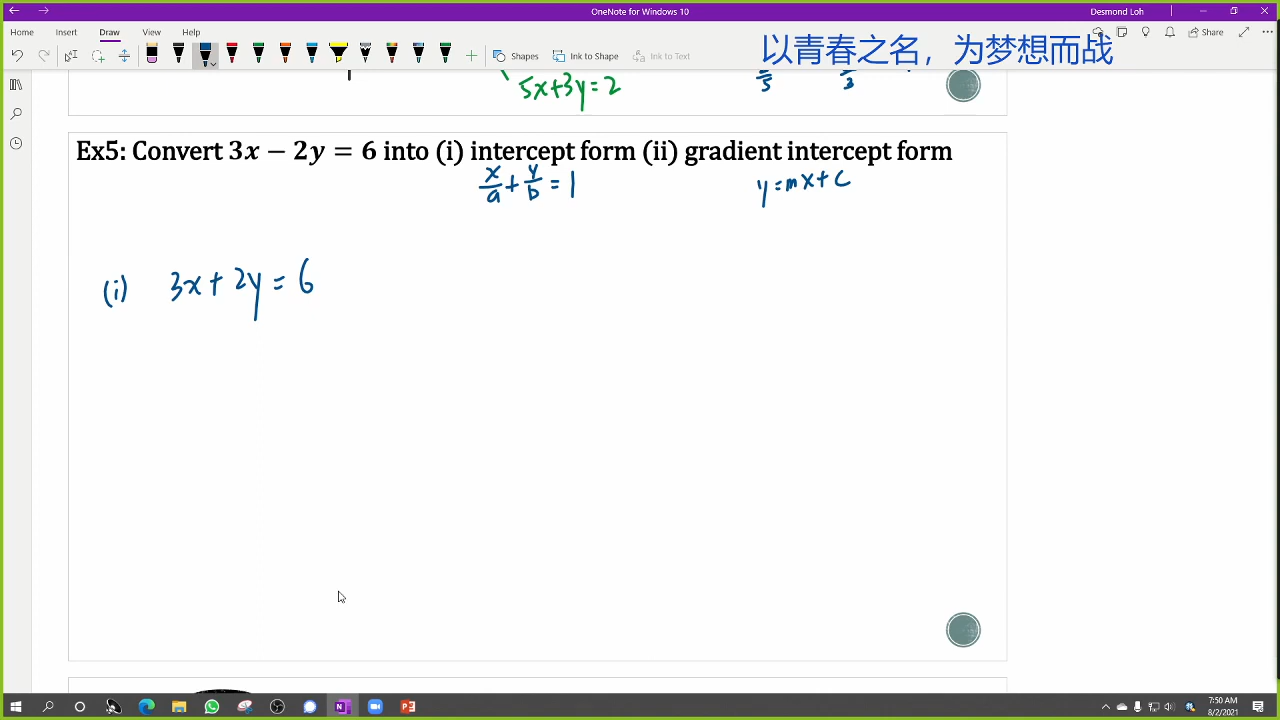 OneNote for Windows 10
Desmond Loh
Home Insert Draw View Help
Share
Shapes Ink to Shape Ink to Text
以青春之名，为梦想而战
5x+3y=2
5 3
Ex5: Convert 3x − 2y = 6 into (i) intercept form (ii) gradient intercept form
x/a + y/b = 1 y = mx + c
(i) 3x + 2y = 6
7:50 AM
8/2/2021